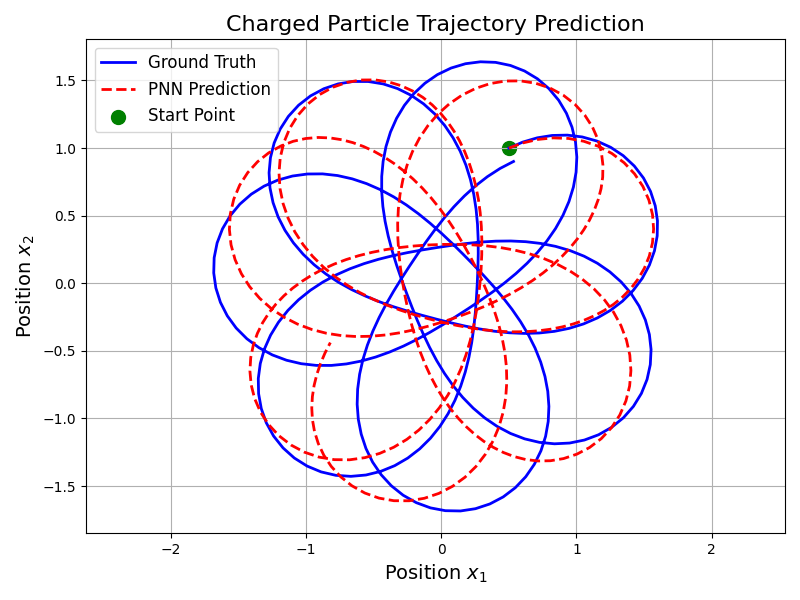 Charged Particle Trajectory Prediction
Ground Truth
PNN Prediction
Start Point
Position x₂
1.5
1.0
0.5
0.0
−0.5
−1.0
−1.5
−2
−1
0
1
2
Position x₁